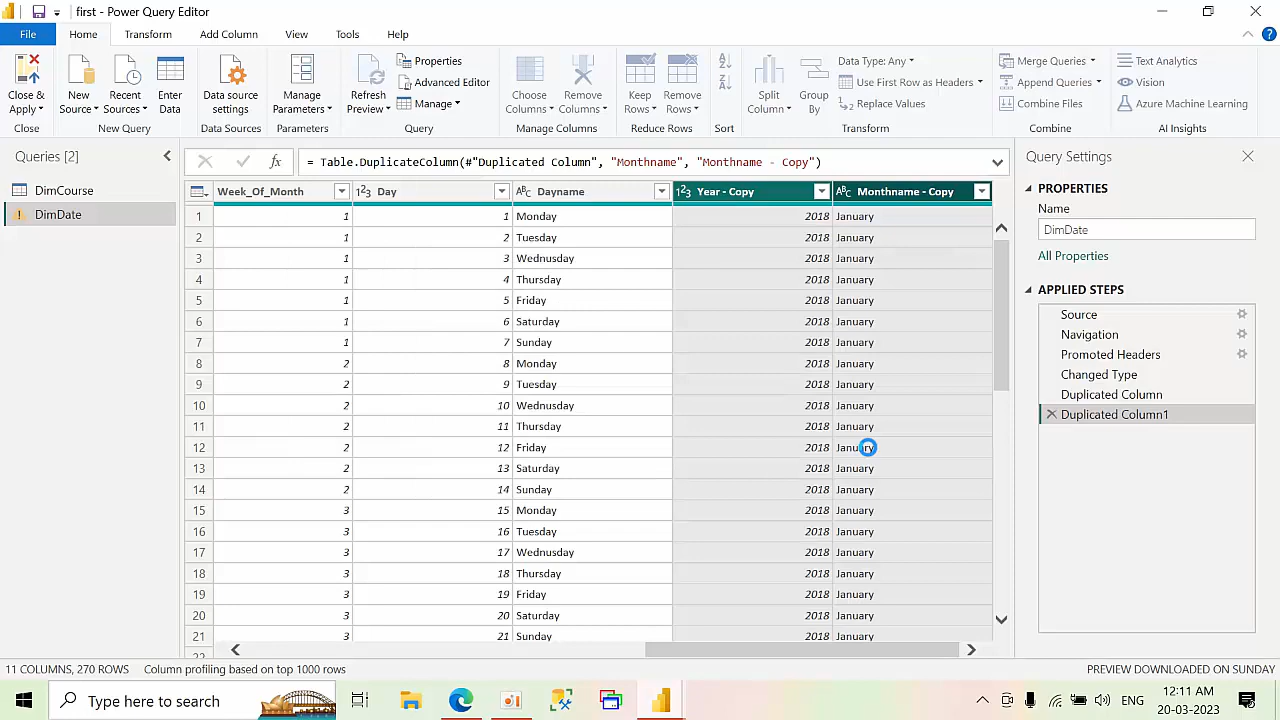 first - Power Query Editor
File Home Transform Add Column View Tools Help
Close & Apply
New Source
Recent Sources
Enter Data
Data source settings
Manage Parameters
Refresh Preview
Properties
Advanced Editor
Manage
Choose Columns
Remove Columns
Keep Rows
Remove Rows
Split Column
Group By
Data Type: Any
Use First Row as Headers
Replace Values
Merge Queries
Append Queries
Combine Files
Text Analytics
Vision
Azure Machine Learning
Close New Query Data Sources Parameters Query Manage Columns Reduce Rows Sort Transform Combine AI Insights
Queries [2]
DimCourse
DimDate
= Table.DuplicateColumn(#"Duplicated Column", "Monthname", "Monthname - Copy")
Week_Of_Month 123 Day ABC Dayname 123 Year - Copy ABC Monthname - Copy
1 1 1 Monday 2018 January
2 1 2 Tuesday 2018 January
3 1 3 Wednusday 2018 January
4 1 4 Thursday 2018 January
5 1 5 Friday 2018 January
6 1 6 Saturday 2018 January
7 1 7 Sunday 2018 January
8 2 8 Monday 2018 January
9 2 9 Tuesday 2018 January
10 2 10 Wednusday 2018 January
11 2 11 Thursday 2018 January
12 2 12 Friday 2018 January
13 2 13 Saturday 2018 January
14 2 14 Sunday 2018 January
15 3 15 Monday 2018 January
16 3 16 Tuesday 2018 January
17 3 17 Wednusday 2018 January
18 3 18 Thursday 2018 January
19 3 19 Friday 2018 January
20 3 20 Saturday 2018 January
21 3 21 Sunday 2018 January
Query Settings
PROPERTIES
Name
DimDate
All Properties
APPLIED STEPS
Source
Navigation
Promoted Headers
Changed Type
Duplicated Column
Duplicated Column1
11 COLUMNS, 270 ROWS Column profiling based on top 1000 rows PREVIEW DOWNLOADED ON SUNDAY
Type here to search
ENG
12:11 AM
20-03-2023